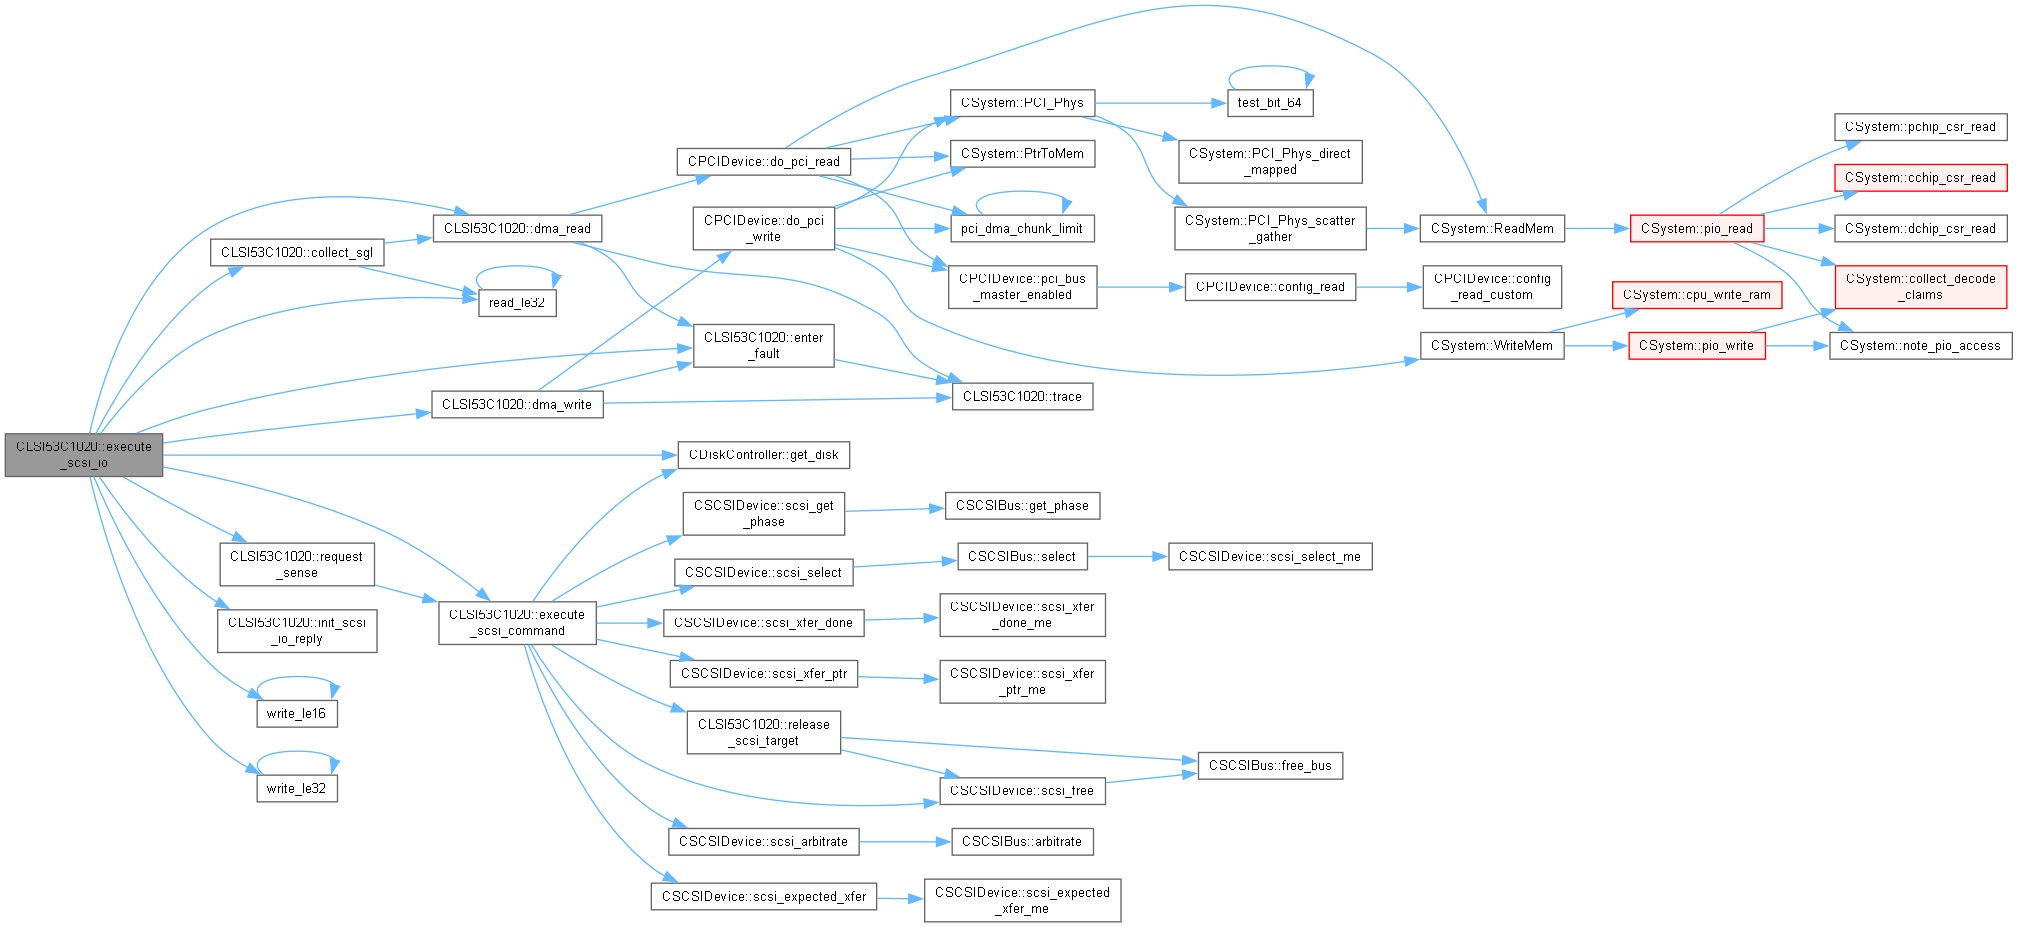 CLSI53C1020::execute
_scsi_io
CLSI53C1020::collect_sgl
read_le32
CLSI53C1020::dma_read
CLSI53C1020::dma_write
CLSI53C1020::request
_sense
CLSI53C1020::init_scsi
_io_reply
write_le16
write_le32
CLSI53C1020::execute
_scsi_command
CPCIDevice::do_pci_read
CPCIDevice::do_pci
_write
CLSI53C1020::enter
_fault
CLSI53C1020::trace
CDiskController::get_disk
CSCSIDevice::scsi_get
_phase
CSCSIDevice::scsi_select
CSCSIDevice::scsi_xfer_done
CSCSIDevice::scsi_xfer_ptr
CLSI53C1020::release
_scsi_target
CSCSIDevice::scsi_free
CSCSIDevice::scsi_arbitrate
CSCSIDevice::scsi_expected_xfer
CSystem::PCI_Phys
CSystem::PtrToMem
pci_dma_chunk_limit
CPCIDevice::pci_bus
_master_enabled
CSCSIBus::get_phase
CSCSIBus::select
CSCSIDevice::scsi_xfer
_done_me
CSCSIDevice::scsi_xfer
_ptr_me
CSCSIBus::free_bus
CSCSIBus::arbitrate
CSCSIDevice::scsi_expected
_xfer_me
test_bit_64
CSystem::PCI_Phys_direct
_mapped
CSystem::PCI_Phys_scatter
_gather
CPCIDevice::config_read
CSCSIDevice::scsi_select_me
CSystem::ReadMem
CPCIDevice::config
_read_custom
CSystem::WriteMem
CSystem::pio_read
CSystem::cpu_write_ram
CSystem::pio_write
CSystem::pchip_csr_read
CSystem::cchip_csr_read
CSystem::dchip_csr_read
CSystem::collect_decode
_claims
CSystem::note_pio_access